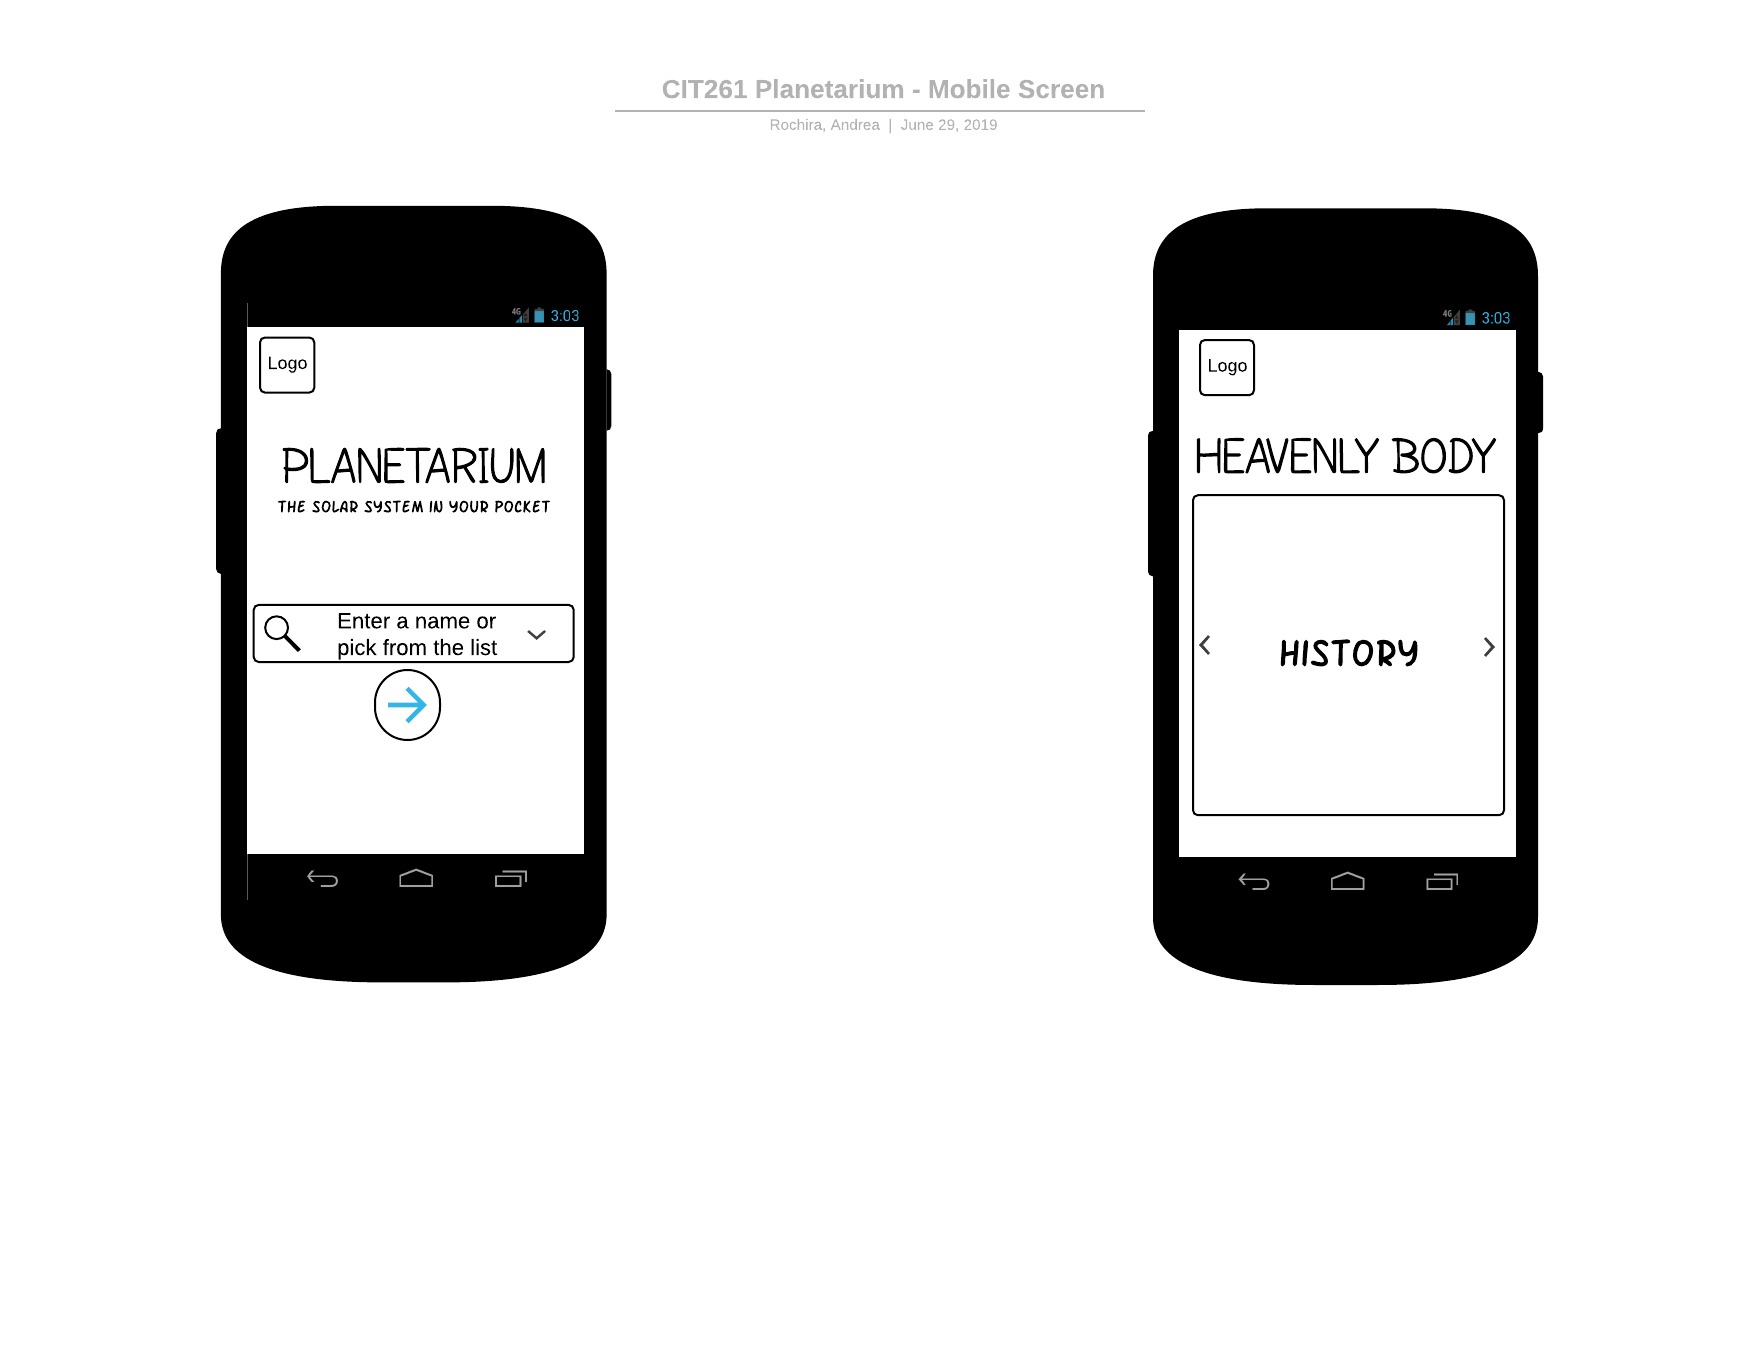 CIT261 Planetarium - Mobile Screen
Rochira, Andrea | June 29, 2019
4G 3:03
Logo
PLANETARIUM
THE SOLAR SYSTEM IN YOUR POCKET
Enter a name or
pick from the list
4G 3:03
Logo
HEAVENLY BODY
HISTORY